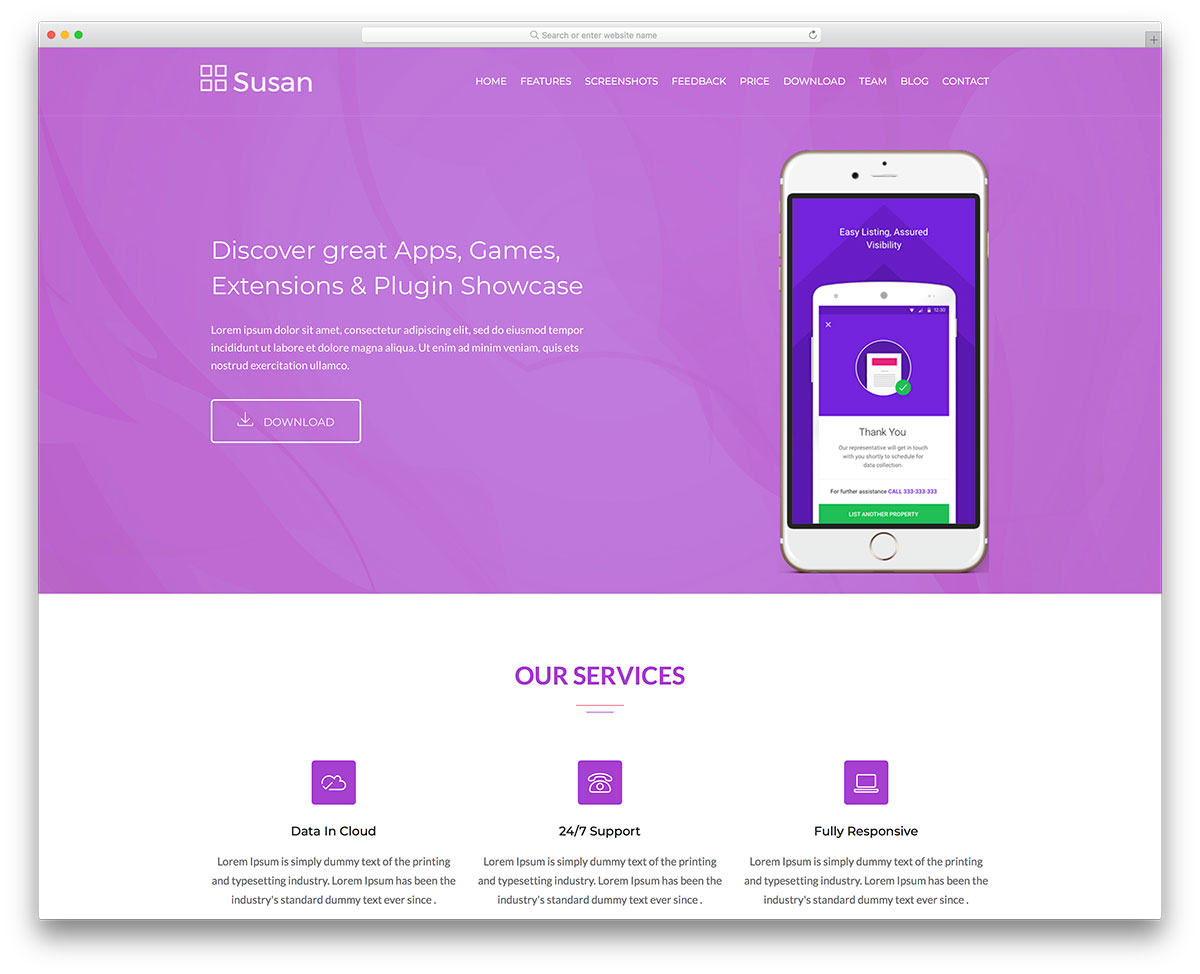 Search or enter website name
Susan
HOME FEATURES SCREENSHOTS FEEDBACK PRICE DOWNLOAD TEAM BLOG CONTACT
Discover great Apps, Games,
Extensions & Plugin Showcase
Lorem ipsum dolor sit amet, consectetur adipiscing elit, sed do eiusmod tempor
incididunt ut labore et dolore magna aliqua. Ut enim ad minim veniam, quis ets
nostrud exercitation ullamco.
DOWNLOAD
Easy Listing, Assured
Visibility
12:30
Thank You
Our representative will get in touch
with you shortly to schedule for
data collection.
For further assistance CALL 333-333-333
LIST ANOTHER PROPERTY
OUR SERVICES
Data In Cloud
Lorem Ipsum is simply dummy text of the printing
and typesetting industry. Lorem Ipsum has been the
industry's standard dummy text ever since .
24/7 Support
Lorem Ipsum is simply dummy text of the printing
and typesetting industry. Lorem Ipsum has been the
industry's standard dummy text ever since .
Fully Responsive
Lorem Ipsum is simply dummy text of the printing
and typesetting industry. Lorem Ipsum has been the
industry's standard dummy text ever since .